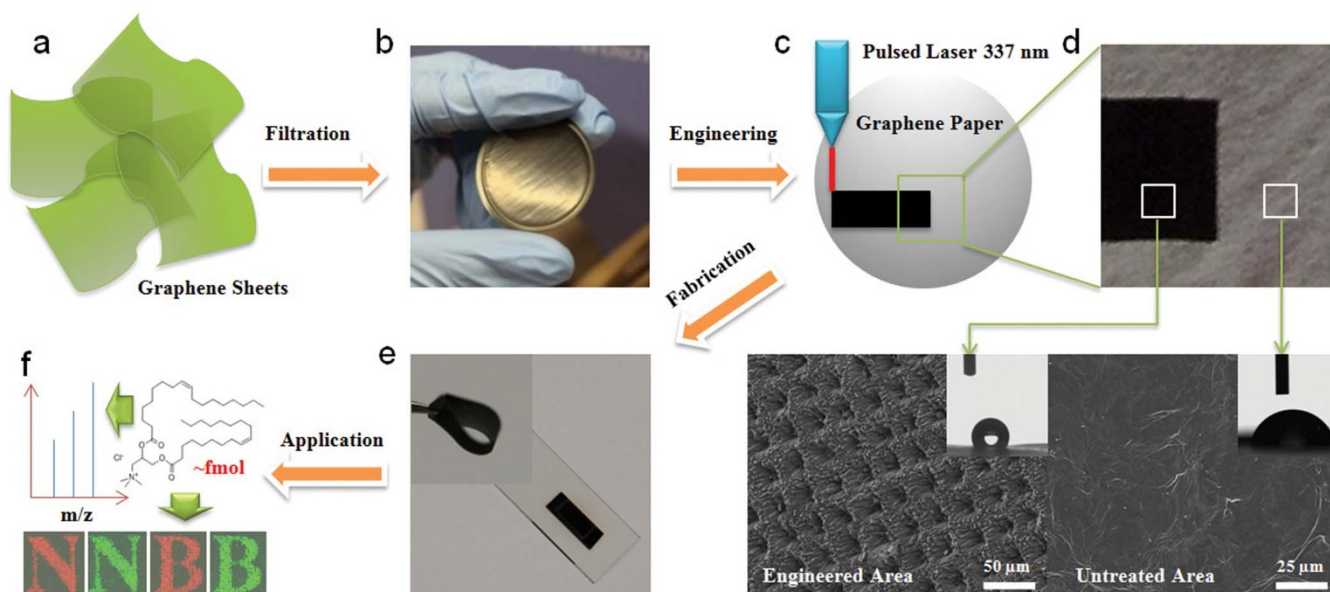 a
b
c
d
Pulsed Laser 337 nm
Filtration
Engineering
Graphene Paper
Graphene Sheets
Fabrication
f
e
O
O
O
O
Cl-
N+
~fmol
Application
m/z
N N B B
Engineered Area
50 µm
Untreated Area
25 µm